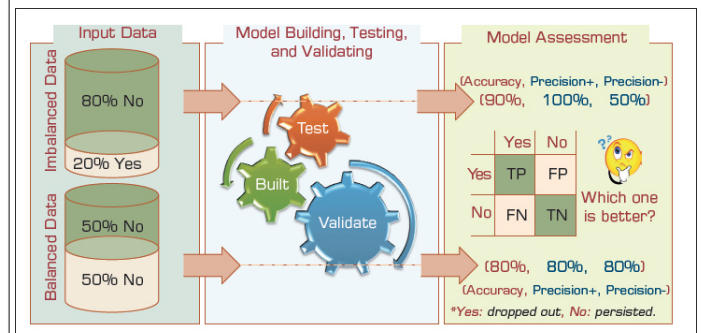 Input Data
Imbalanced Data
80% No
20% Yes
Balanced Data
50% No
50% No
Model Building, Testing,
and Validating
Test
Built
Validate
Model Assessment
(Accuracy, Precision+, Precision-)
(90%, 100%, 50%)
Yes No
Yes TP FP
No FN TN
??
Which one
is better?
(80%, 80%, 80%)
(Accuracy, Precision+, Precision-)
*Yes: dropped out, No: persisted.